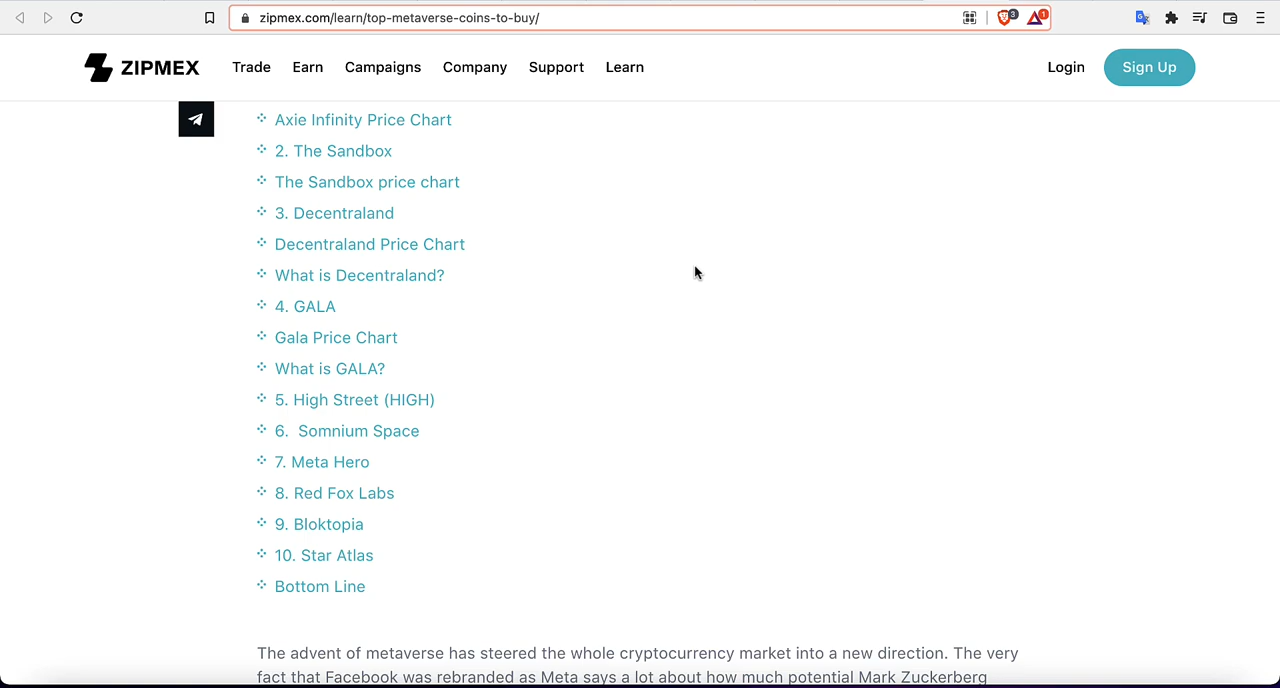 zipmex.com/learn/top-metaverse-coins-to-buy/
3
1
ZIPMEX
Trade
Earn
Campaigns
Company
Support
Learn
Login
Sign Up
Axie Infinity Price Chart
2. The Sandbox
The Sandbox price chart
3. Decentraland
Decentraland Price Chart
What is Decentraland?
4. GALA
Gala Price Chart
What is GALA?
5. High Street (HIGH)
6. Somnium Space
7. Meta Hero
8. Red Fox Labs
9. Bloktopia
10. Star Atlas
Bottom Line
The advent of metaverse has steered the whole cryptocurrency market into a new direction. The very
fact that Facebook was rebranded as Meta says a lot about how much potential Mark Zuckerberg